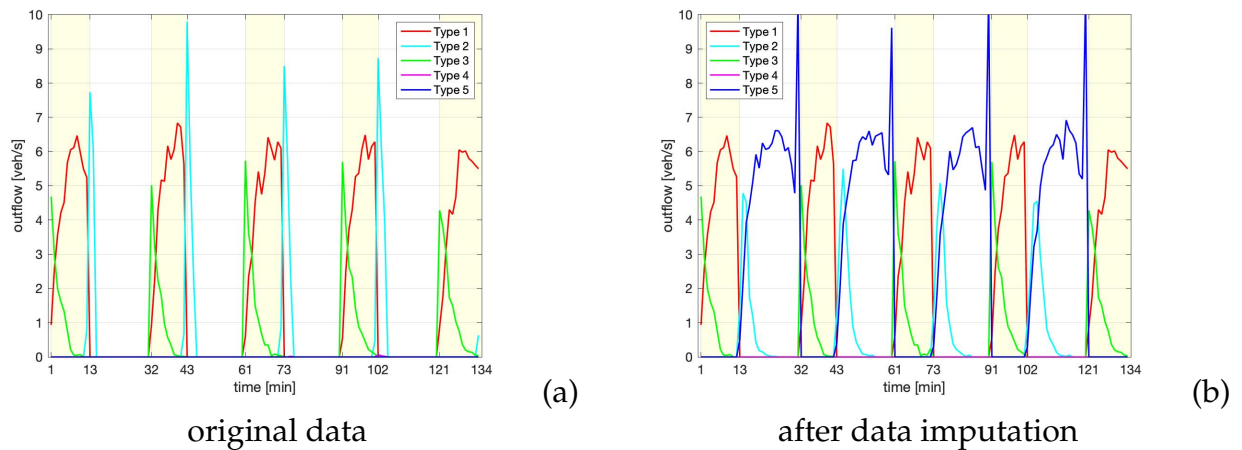 10
9
8
7
6
5
4
3
2
1
0
outflow [veh/s]
Type 1
Type 2
Type 3
Type 4
Type 5
1 13 32 43 61 73 91 102 121 134
time [min]
(a)
original data
10
9
8
7
6
5
4
3
2
1
0
outflow [veh/s]
Type 1
Type 2
Type 3
Type 4
Type 5
1 13 32 43 61 73 91 102 121 134
time [min]
(b)
after data imputation